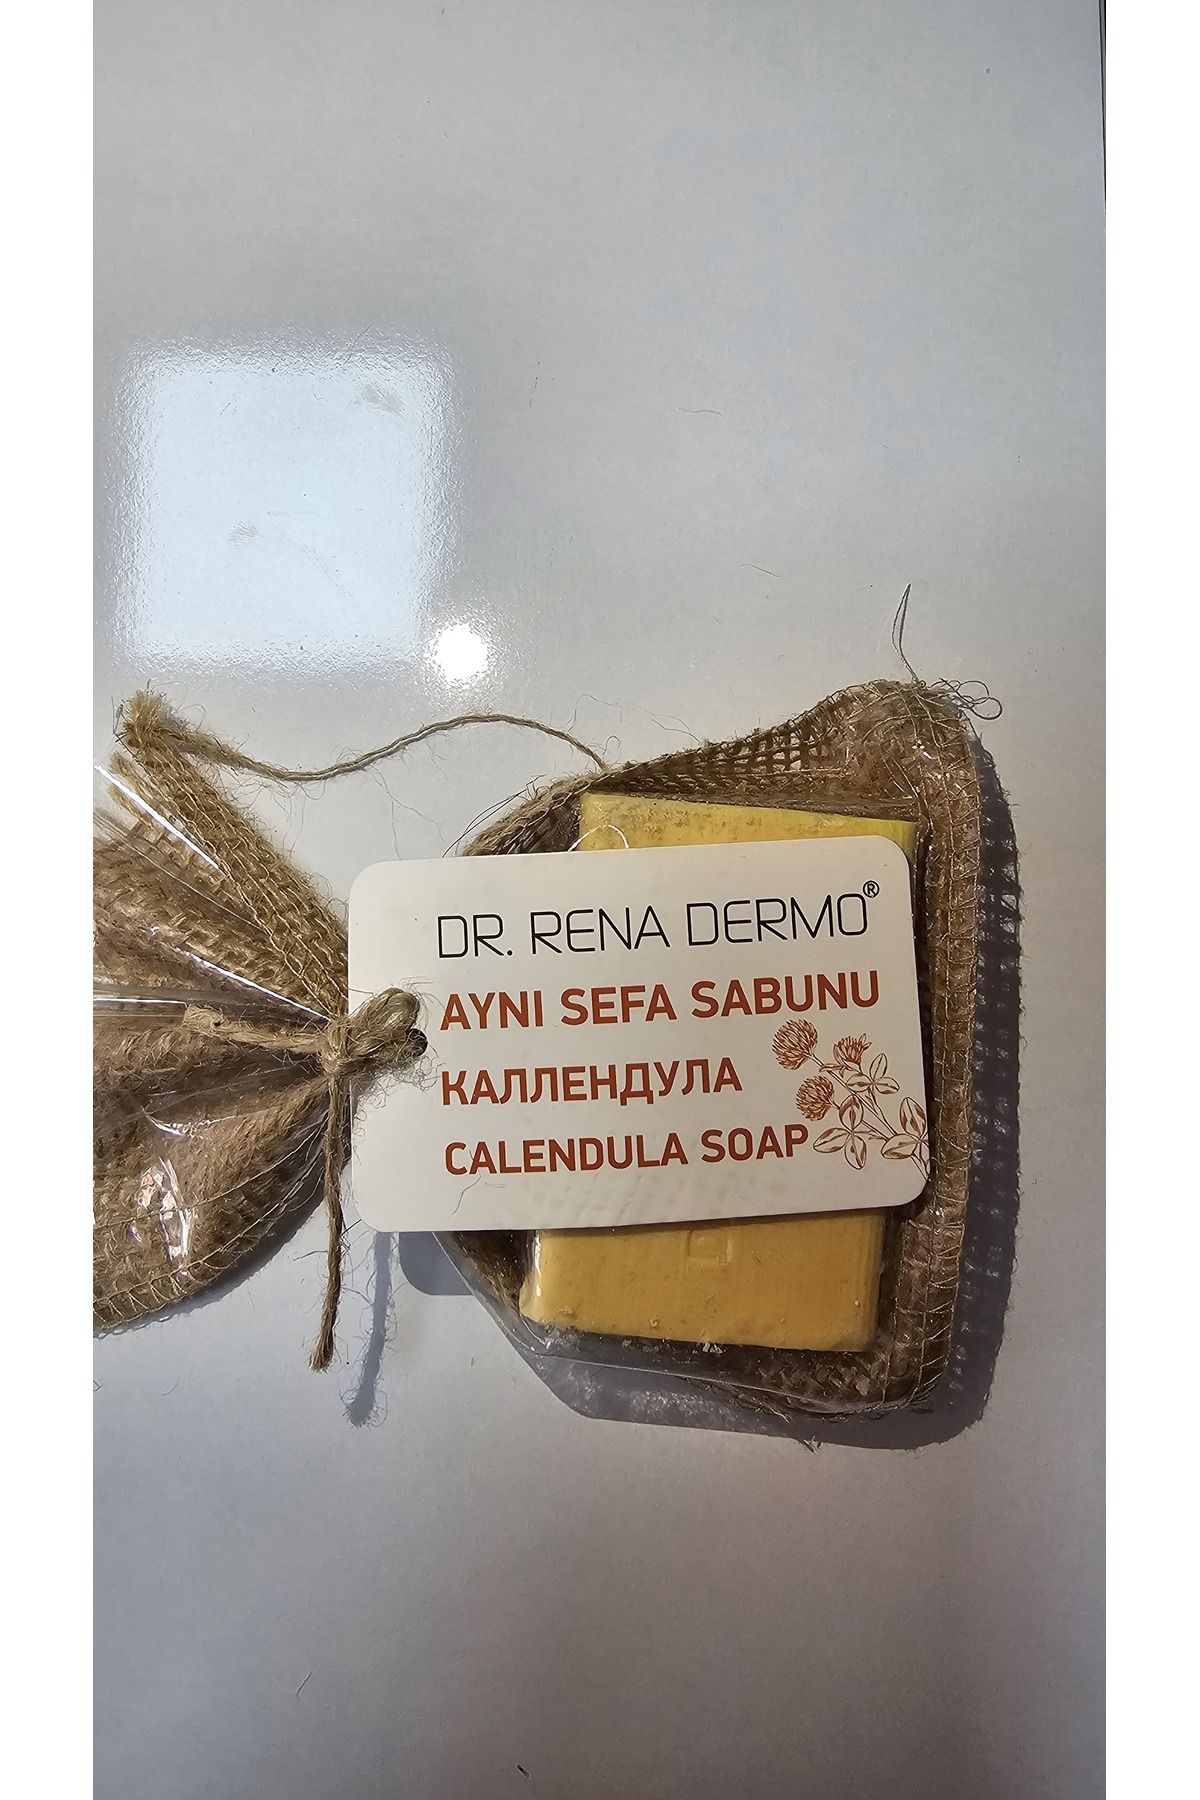 DR. RENA DERMO®
AYNI SEFA SABUNU
КАЛЛЕНДУЛА
CALENDULA SOAP